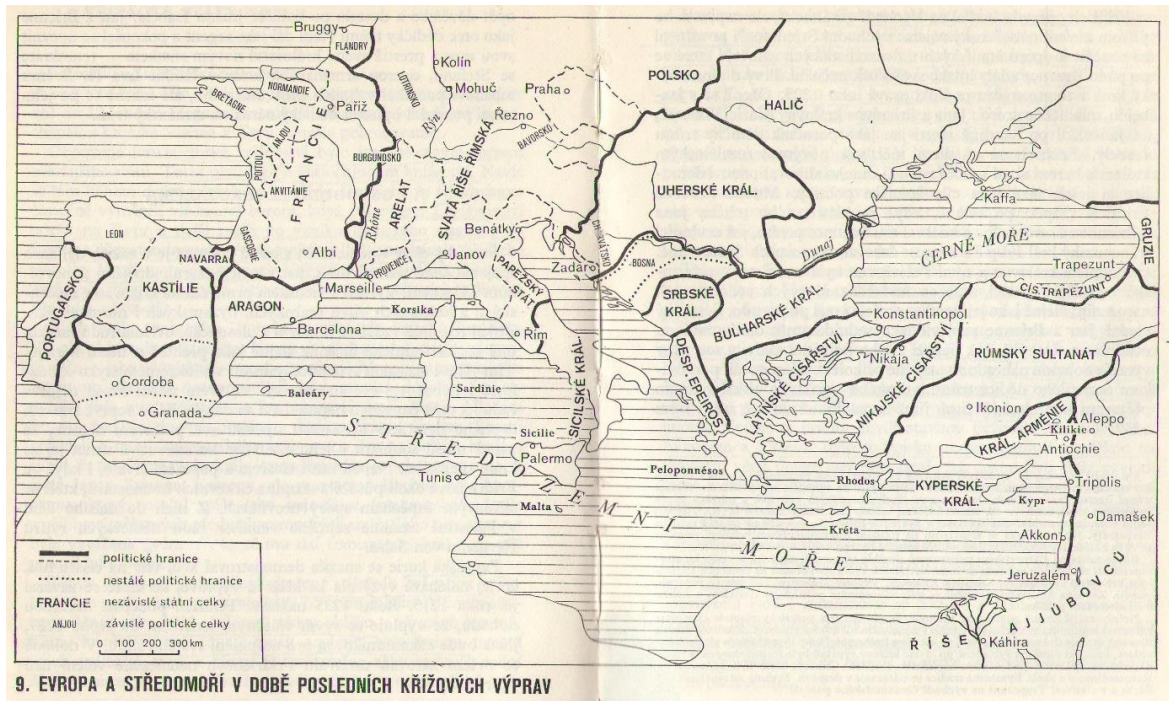 Bruggy
FLANDRY
Kolín
Mohuč
Praha
POLSKO
HALIČ
LOTRINSKO
Rýn
NORMANDIE
BRETAGNE
Paříž
ANJOU
POITOU
AKVITÁNIE
FRANCIE
Řezno
BAVORSKO
BURGUNDSKO
SVATÁ ŘÍŠE ŘÍMSKÁ
ARELAT
Rhône
UHERSKÉ KRÁL.
Kaffa
LEON
GASCOGNE
Albi
Benátky
CHORVATSKO
Dunaj
ČERNÉ MOŘE
GRUZIE
NAVARRA
PROVENCE
Janov
Zadar
BOSNA
Trapezunt
KASTÍLIE
ARAGON
Marseille
PAPEŽSKÝ STÁT
SRBSKÉ
KRÁL.
CÍS. TRAPEZUNT
PORTUGALSKO
Korsika
Řím
BULHARSKÉ KRÁL.
Konstantinopol
Barcelona
Nikája
RÚMSKÝ SULTANÁT
Cordoba
Baleáry
Sardinie
SICILSKÉ KRÁL.
DESP. EPEIROS
LATINSKÉ CÍSAŘSTVÍ
NIKAJSKÉ CÍSAŘSTVÍ
Granada
Ikonion
Aleppo
KRÁL. ARMÉNIE
Kilikie
Sicilie
Palermo
Antiochie
Tunis
Peloponnésos
Rhodos
KYPERSKÉ
KRÁL.
Kypr
Tripolis
Malta
Kréta
Damašek
Akkon
STŘEDOZEMNÍ MOŘE
Jeruzalém
Káhira
ŘÍŠE AJJÚBOVCŮ
politické hranice
nestálé politické hranice
FRANCIE nezávislé státní celky
ANJOU závislé politické celky
0 100 200 300 km
9. EVROPA A STŘEDOMOŘÍ V DOBĚ POSLEDNÍCH KŘÍŽOVÝCH VÝPRAV